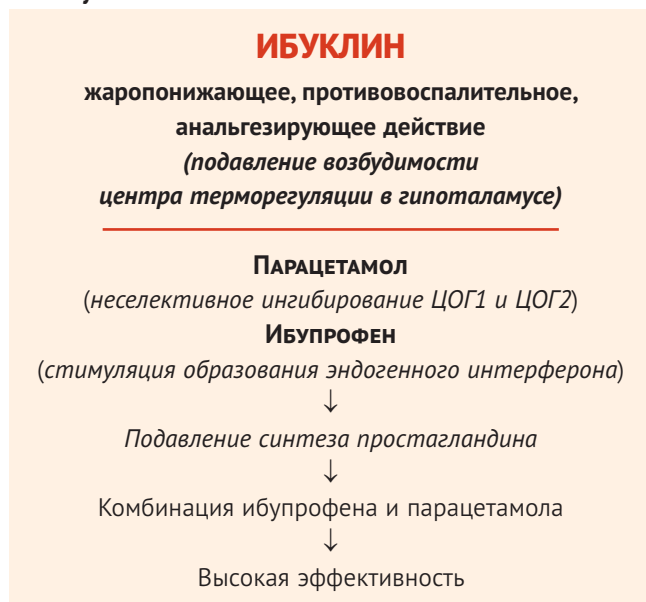 ИБУКЛИН
жаропонижающее, противовоспалительное,
анальгезирующее действие
(подавление возбудимости
центра терморегуляции в гипоталамусе)
ПАРАЦЕТАМОЛ
(неселективное ингибирование ЦОГ1 и ЦОГ2)
ИБУПРОФЕН
(стимуляция образования эндогенного интерферона)
↓
Подавление синтеза простагландина
↓
Комбинация ибупрофена и парацетамола
↓
Высокая эффективность